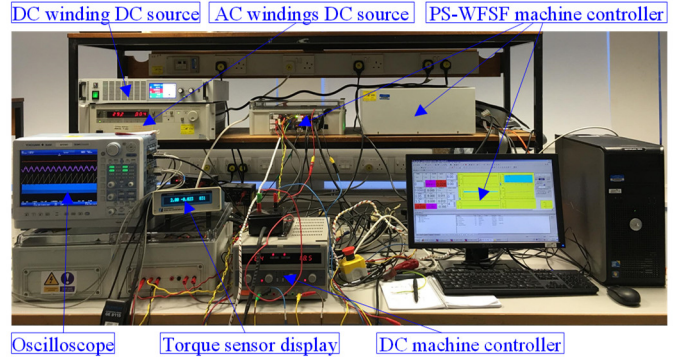 DC winding DC source
AC windings DC source
PS-WFSF machine controller
Oscilloscope
Torque sensor display
DC machine controller